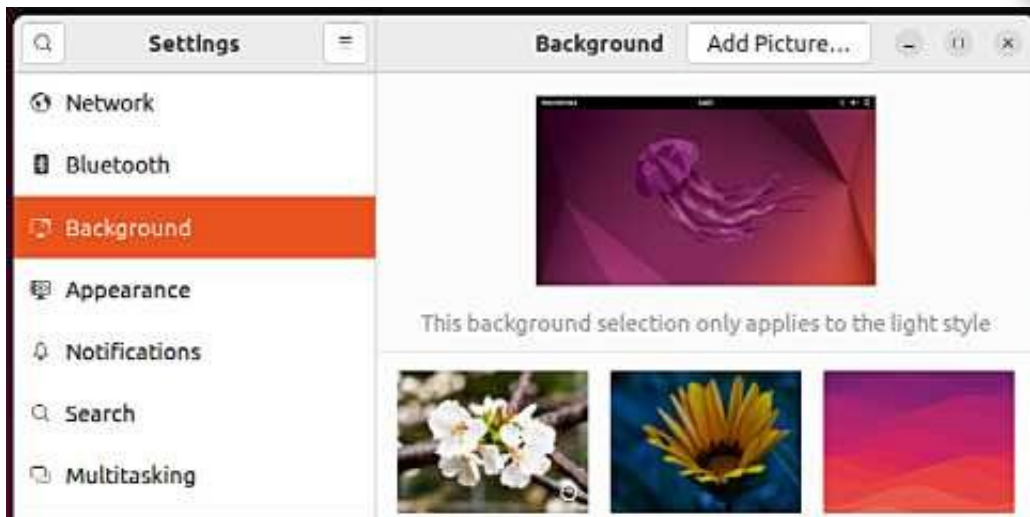 Settings
Background
Add Picture...
Network
Bluetooth
Background
Appearance
Notifications
Search
Multitasking
This background selection only applies to the light style